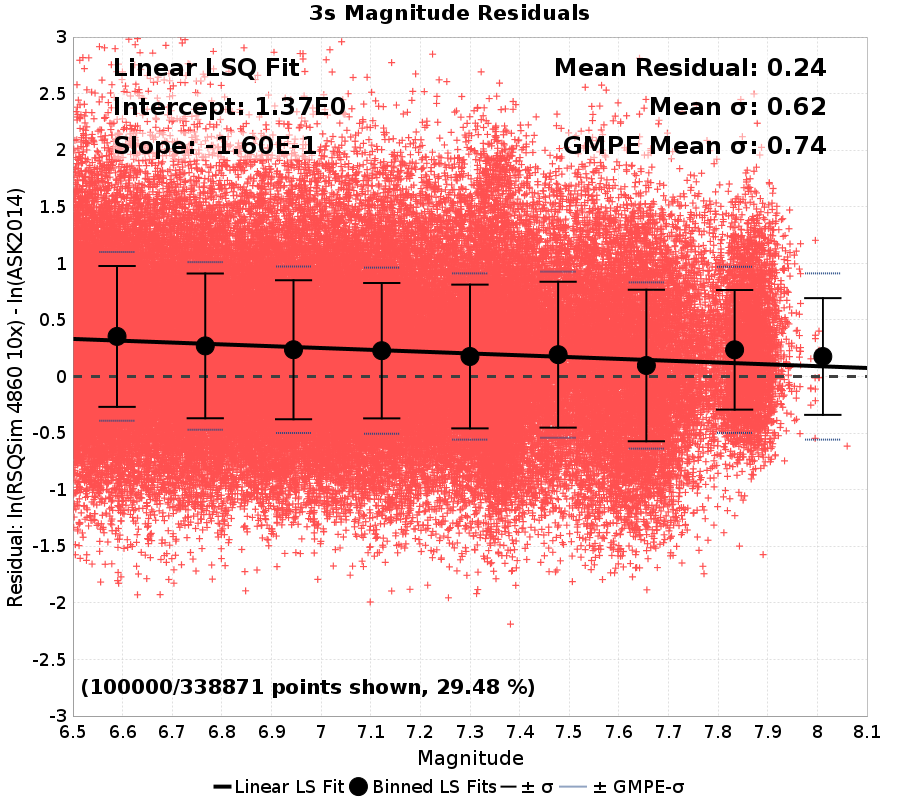 3s Magnitude Residuals
Linear LSQ Fit
Intercept: 1.37E0
Slope: -1.60E-1
Mean Residual: 0.24
Mean σ: 0.62
GMPE Mean σ: 0.74
Residual: ln(RSQSim 4860 10x) - ln(ASK2014)
3
2.5
2
1.5
1
0.5
0
-0.5
-1
-1.5
-2
-2.5
-3
(100000/338871 points shown, 29.48 %)
6.5 6.6 6.7 6.8 6.9 7 7.1 7.2 7.3 7.4 7.5 7.6 7.7 7.8 7.9 8 8.1
Magnitude
Linear LS Fit Binned LS Fits ± σ ± GMPE-σ